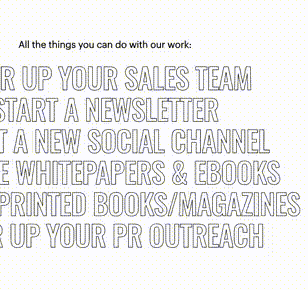 All the things you can do with our work:
R UP YOUR SALES TEAM
START A NEWSLETTER
T A NEW SOCIAL CHANNEL
E WHITEPAPERS & EBOOKS
PRINTED BOOKS/MAGAZINES
R UP YOUR PR OUTREACH